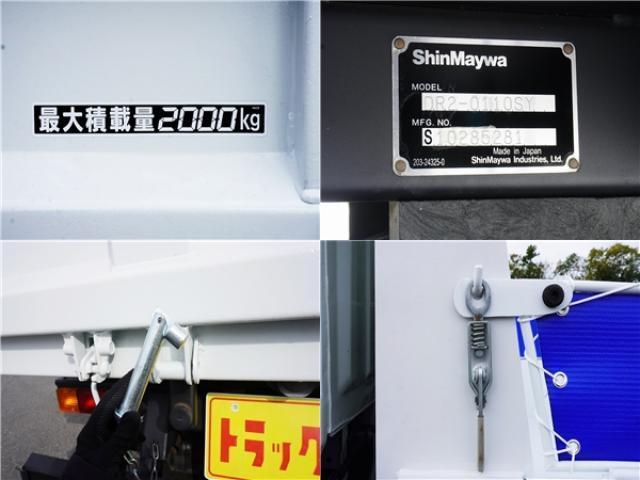 最大積載量2000kg
ShinMaywa
MODEL
DR2-01110SY
MFG. NO.
S10285281
Made in Japan
203-24325-0
ShinMaywa Industries, Ltd.
トラック